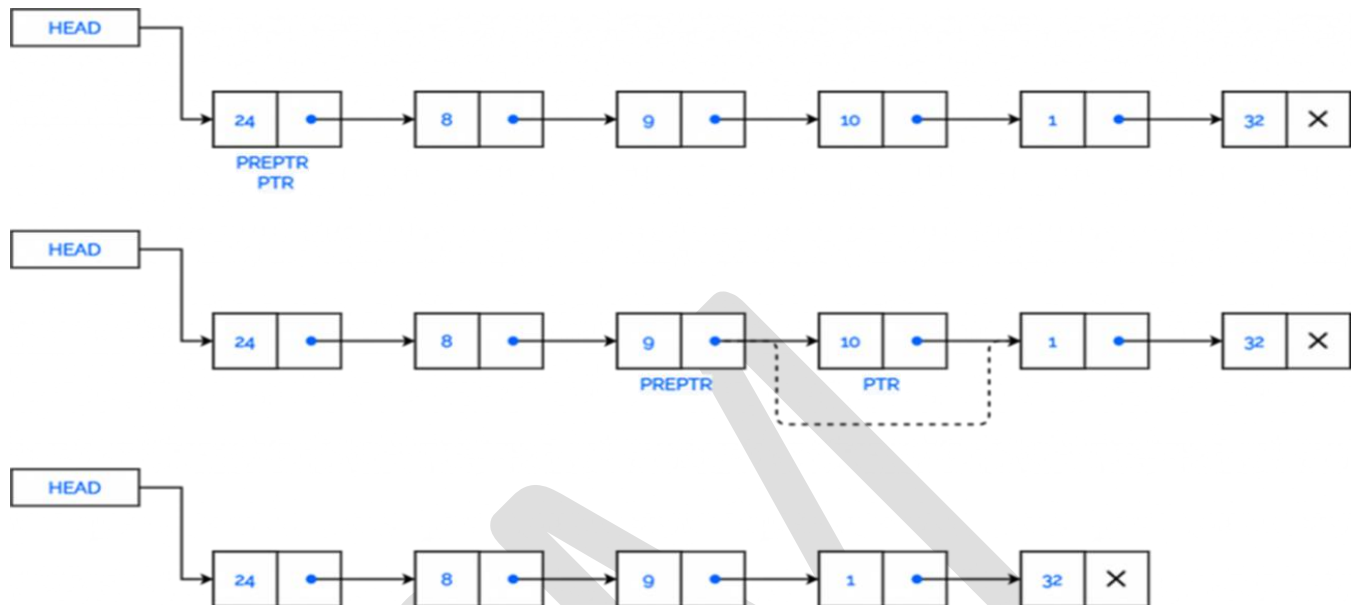 HEAD
24 8 9 10 1 32 X
PREPTR
PTR
HEAD
24 8 9 10 1 32 X
PREPTR PTR
HEAD
24 8 9 1 32 X